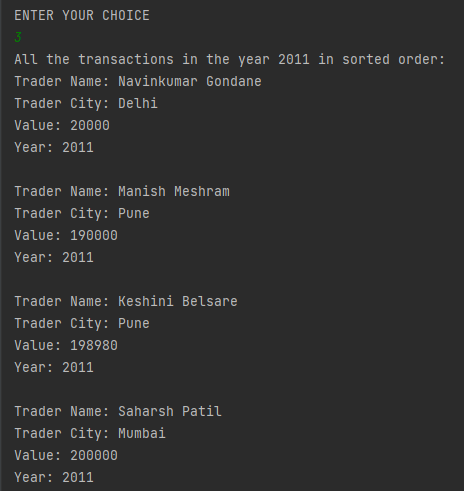 ENTER YOUR CHOICE
3
All the transactions in the year 2011 in sorted order:
Trader Name: Navinkumar Gondane
Trader City: Delhi
Value: 20000
Year: 2011
Trader Name: Manish Meshram
Trader City: Pune
Value: 190000
Year: 2011
Trader Name: Keshini Belsare
Trader City: Pune
Value: 198980
Year: 2011
Trader Name: Saharsh Patil
Trader City: Mumbai
Value: 200000
Year: 2011